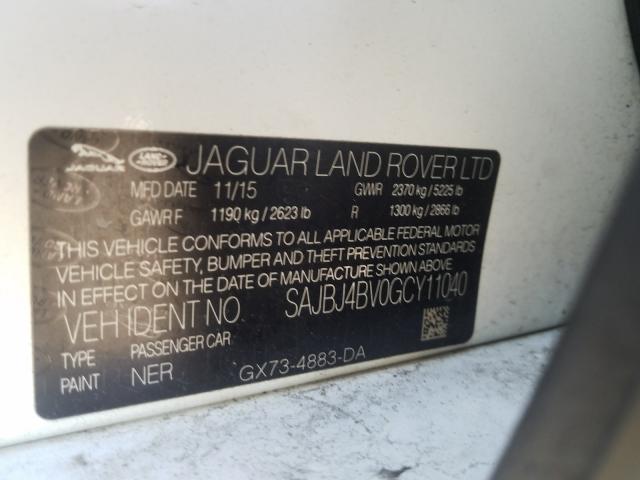 JAGUAR LAND ROVER JAGUAR LAND ROVER LTD
MFD DATE 11/15 GVWR 2370 kg / 5225 lb
GAWR F 1190 kg / 2623 lb R 1300 kg / 2866 lb
THIS VEHICLE CONFORMS TO ALL APPLICABLE FEDERAL MOTOR
VEHICLE SAFETY, BUMPER AND THEFT PREVENTION STANDARDS
IN EFFECT ON THE DATE OF MANUFACTURE SHOWN ABOVE
VEH IDENT NO. SAJBJ4BV0GCY11040
TYPE PASSENGER CAR
PAINT NER GX73-4883-DA